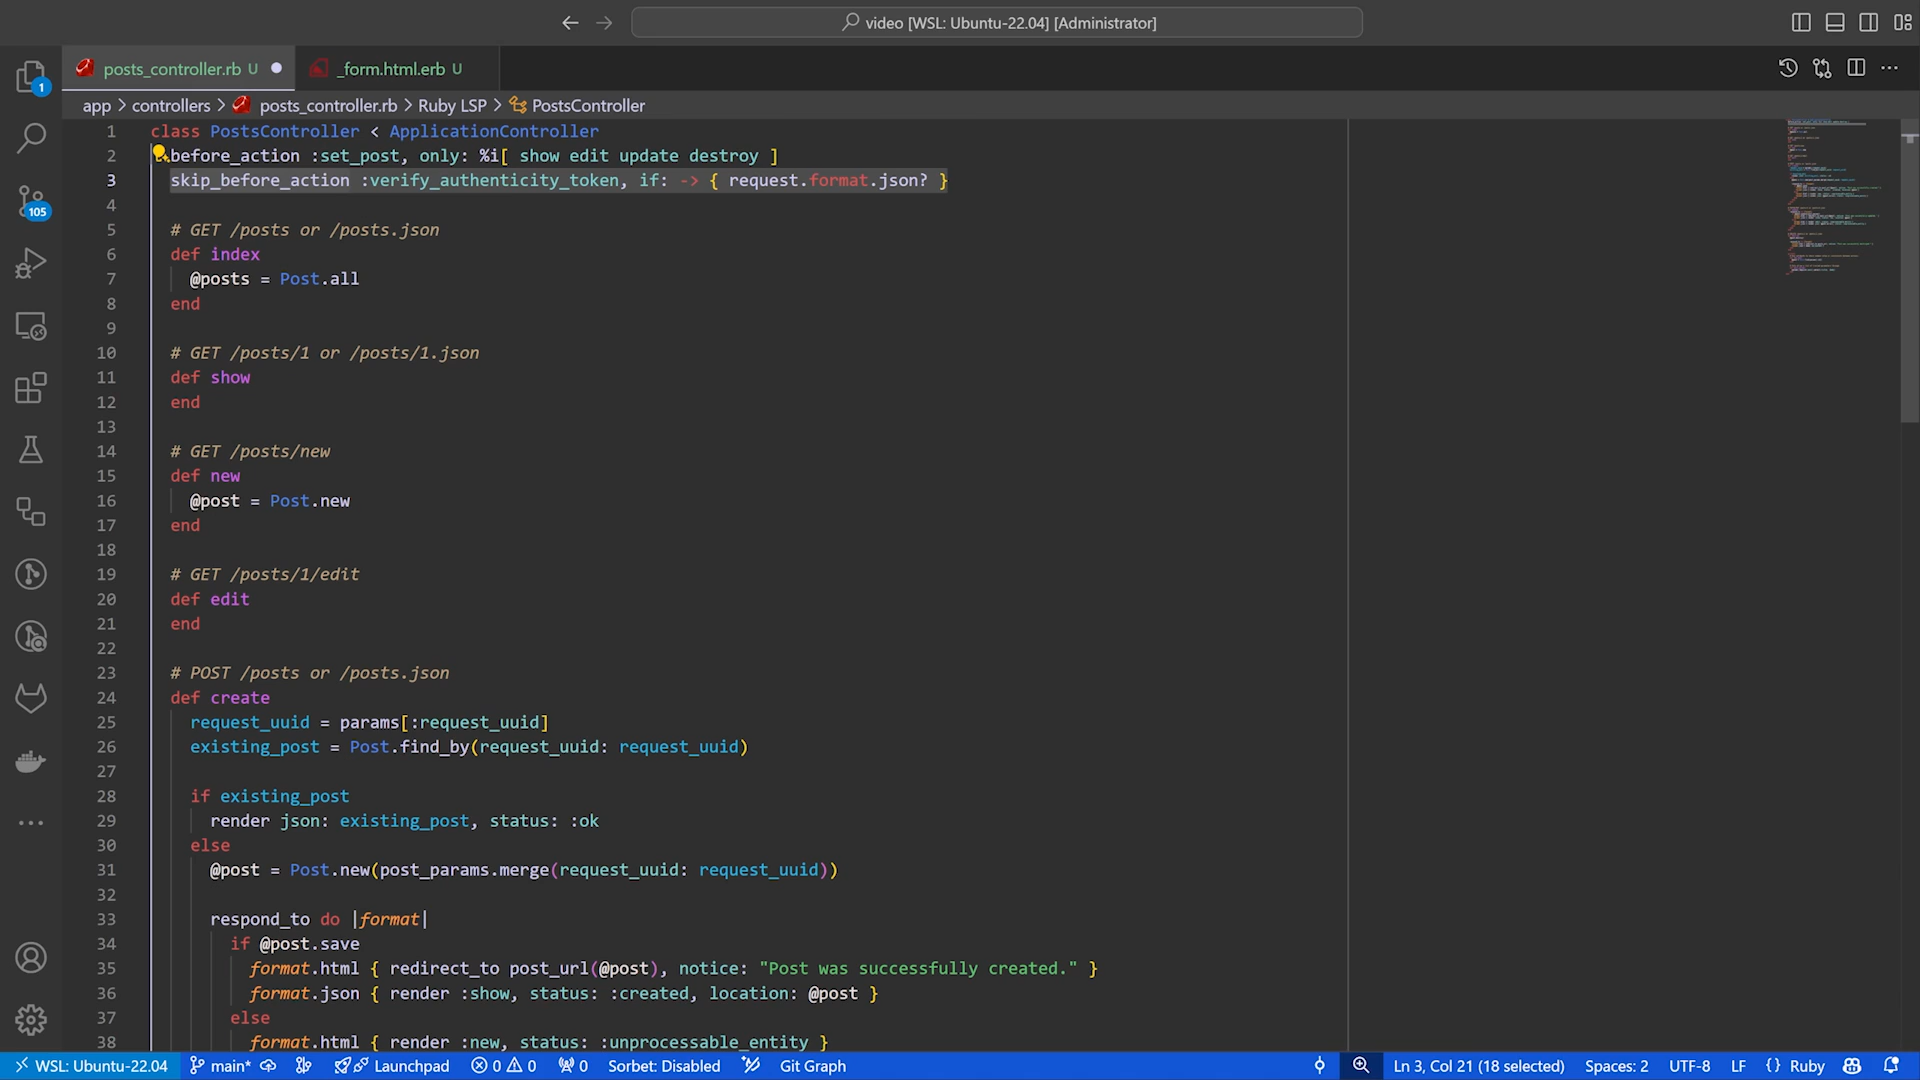 video [WSL: Ubuntu-22.04] [Administrator]
posts_controller.rb U
_form.html.erb U
1
app > controllers > posts_controller.rb > Ruby LSP > PostsController
1 class PostsController < ApplicationController
2 before_action :set_post, only: %i[ show edit update destroy ]
3 skip_before_action :verify_authenticity_token, if: -> { request.format.json? }
4
105
5 # GET /posts or /posts.json
6 def index
7 @posts = Post.all
8 end
9
10 # GET /posts/1 or /posts/1.json
11 def show
12 end
13
14 # GET /posts/new
15 def new
16 @post = Post.new
17 end
18
19 # GET /posts/1/edit
20 def edit
21 end
22
23 # POST /posts or /posts.json
24 def create
25 request_uuid = params[:request_uuid]
26 existing_post = Post.find_by(request_uuid: request_uuid)
27
28 if existing_post
29 render json: existing_post, status: :ok
30 else
31 @post = Post.new(post_params.merge(request_uuid: request_uuid))
32
33 respond_to do |format|
34 if @post.save
35 format.html { redirect_to post_url(@post), notice: "Post was successfully created." }
36 format.json { render :show, status: :created, location: @post }
37 else
38 format.html { render :new, status: :unprocessable_entity }
WSL: Ubuntu-22.04 main* Launchpad 0 0 0 Sorbet: Disabled Git Graph Ln 3, Col 21 (18 selected) Spaces: 2 UTF-8 LF {} Ruby